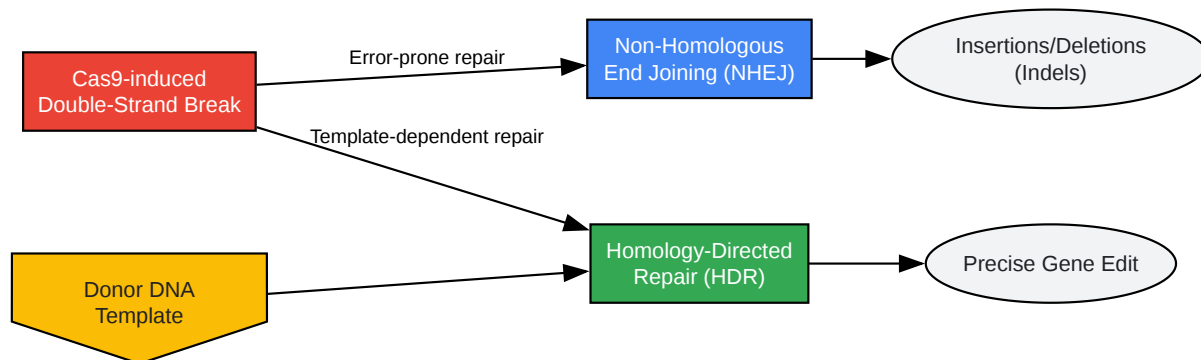 Cas9-induced
Double-Strand Break
Error-prone repair
Non-Homologous
End Joining (NHEJ)
Insertions/Deletions
(Indels)
Template-dependent repair
Donor DNA
Template
Homology-Directed
Repair (HDR)
Precise Gene Edit